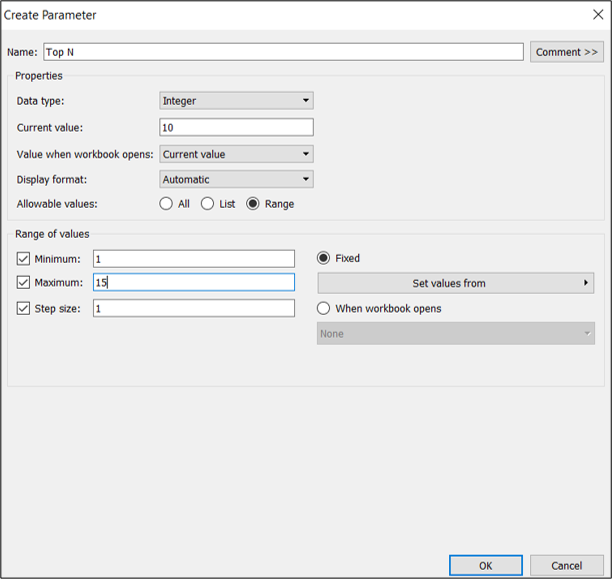 Create Parameter
Name: Top N Comment >>
Properties
Data type: Integer
Current value: 10
Value when workbook opens: Current value
Display format: Automatic
Allowable values: All List Range
Range of values
Minimum: 1 Fixed
Maximum: 15 Set values from
Step size: 1 When workbook opens
None
OK Cancel